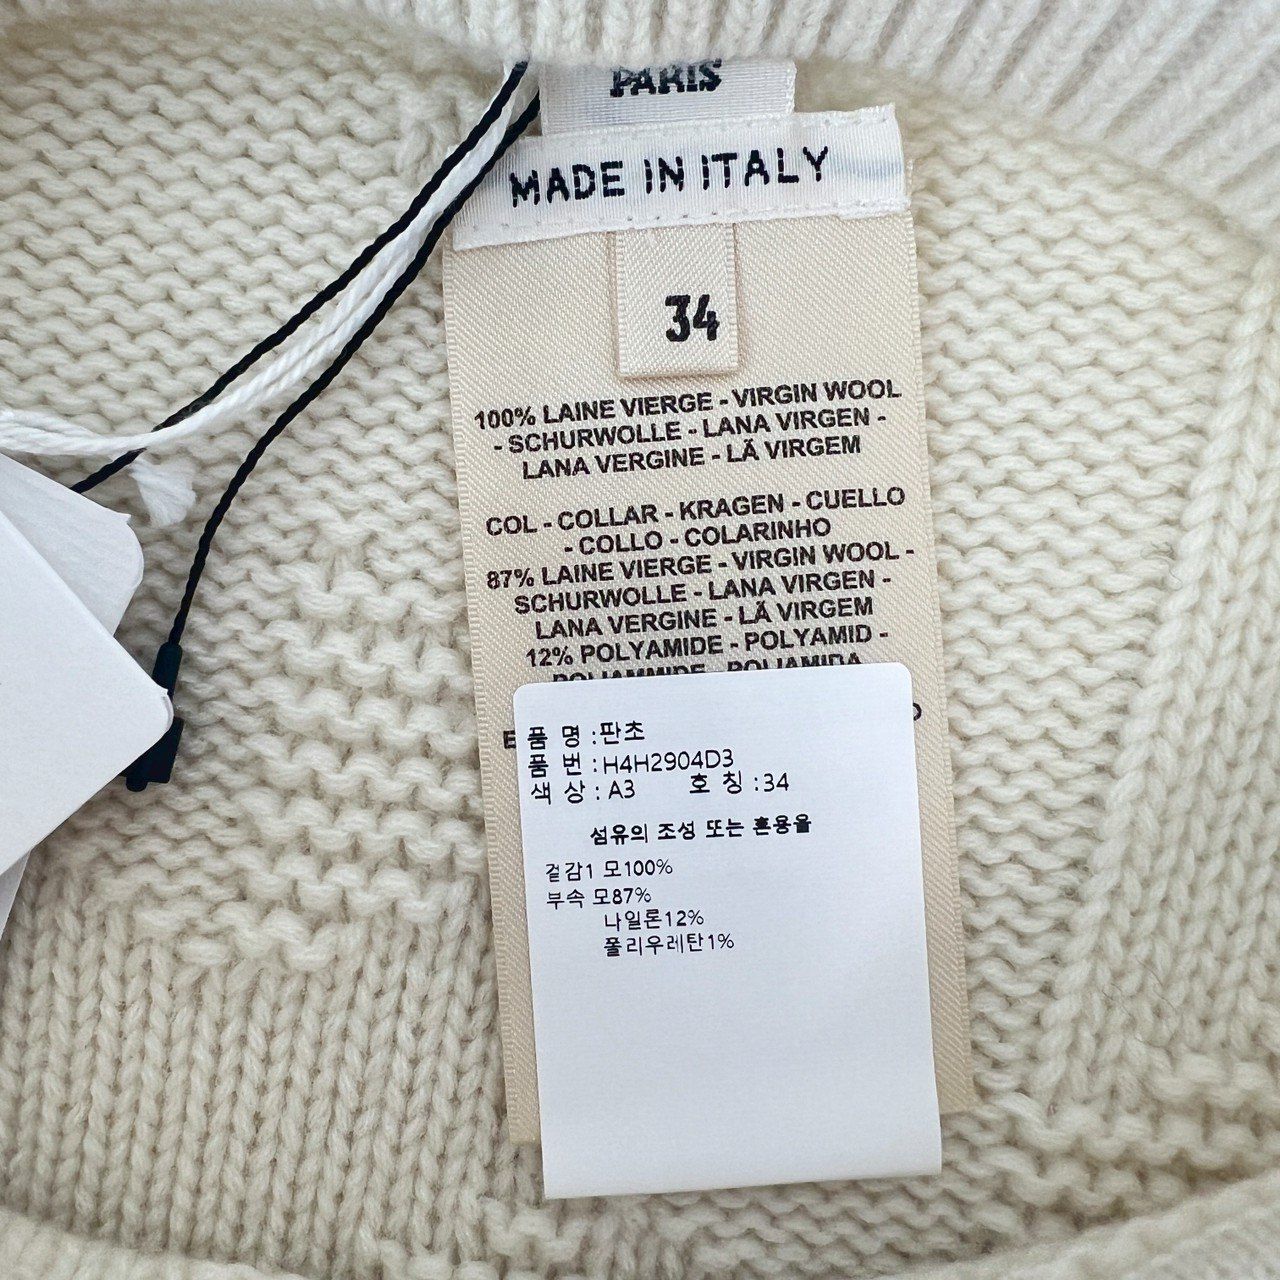 PARIS
MADE IN ITALY
34
100% LAINE VIERGE - VIRGIN WOOL
- SCHURWOLLE - LANA VIRGEN -
LANA VERGINE - LÃ VIRGEM
COL - COLLAR - KRAGEN - CUELLO
- COLLO - COLARINHO
87% LAINE VIERGE - VIRGIN WOOL -
SCHURWOLLE - LANA VIRGEN -
LANA VERGINE - LÃ VIRGEM
12% POLYAMIDE - POLYAMID -
POLIAMMIDE - POLIAMIDA
품 명 :판초
품 번 :H4H2904D3
색 상 : A3 호 칭 :34
섬유의 조성 또는 혼용율
겉감1 모100%
부속 모87%
나일론12%
폴리우레탄1%